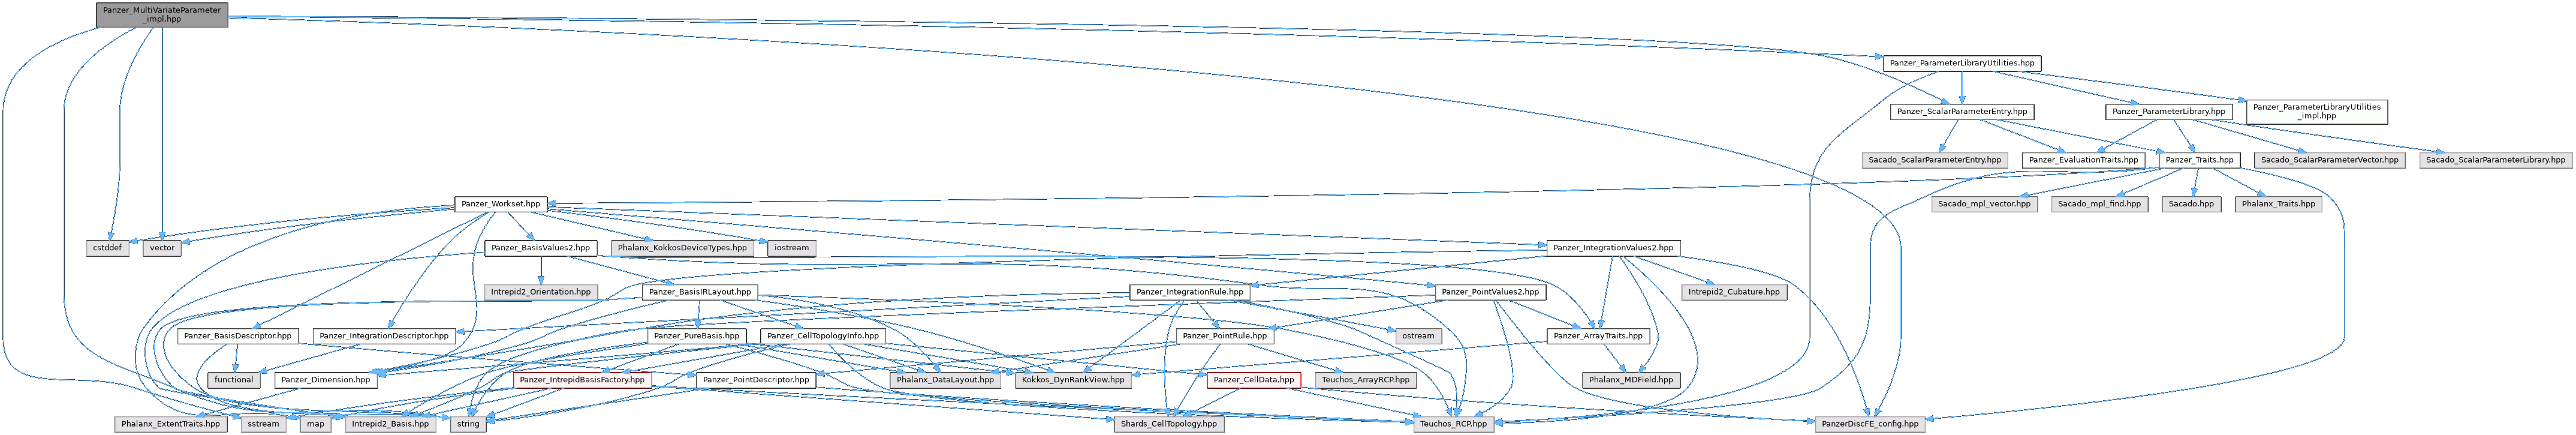 Panzer_MultiVariateParameter
_impl.hpp
Panzer_ParameterLibraryUtilities.hpp
Panzer_ScalarParameterEntry.hpp
Panzer_ParameterLibrary.hpp
Panzer_ParameterLibraryUtilities
_impl.hpp
Sacado_ScalarParameterEntry.hpp
Panzer_EvaluationTraits.hpp
Panzer_Traits.hpp
Sacado_ScalarParameterVector.hpp
Sacado_ScalarParameterLibrary.hpp
Panzer_Workset.hpp
Sacado_mpl_vector.hpp
Sacado_mpl_find.hpp
Sacado.hpp
Phalanx_Traits.hpp
cstddef
vector
Panzer_BasisValues2.hpp
Phalanx_KokkosDeviceTypes.hpp
iostream
Panzer_IntegrationValues2.hpp
Intrepid2_Orientation.hpp
Panzer_BasisIRLayout.hpp
Panzer_IntegrationRule.hpp
Panzer_PointValues2.hpp
Intrepid2_Cubature.hpp
Panzer_BasisDescriptor.hpp
Panzer_IntegrationDescriptor.hpp
Panzer_PureBasis.hpp
Panzer_CellTopologyInfo.hpp
Panzer_PointRule.hpp
ostream
Panzer_ArrayTraits.hpp
functional
Panzer_Dimension.hpp
Panzer_IntrepidBasisFactory.hpp
Panzer_PointDescriptor.hpp
Phalanx_DataLayout.hpp
Kokkos_DynRankView.hpp
Panzer_CellData.hpp
Teuchos_ArrayRCP.hpp
Phalanx_MDField.hpp
Phalanx_ExtentTraits.hpp
sstream
map
Intrepid2_Basis.hpp
string
Shards_CellTopology.hpp
Teuchos_RCP.hpp
PanzerDiscFE_config.hpp